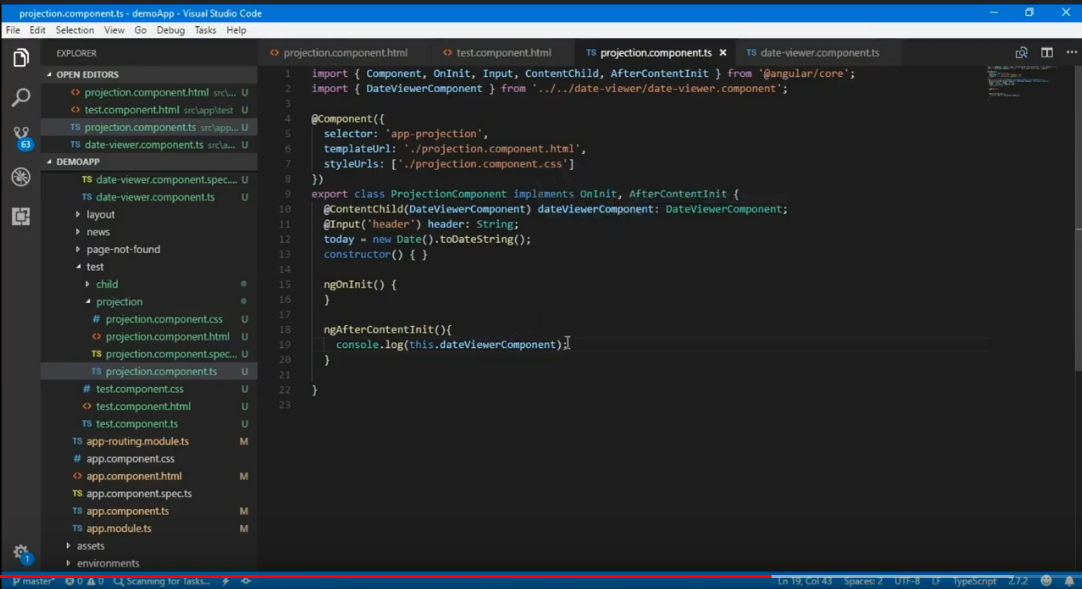 projection.component.ts - demoApp - Visual Studio Code
File Edit Selection View Go Debug Tasks Help
EXPLORER
projection.component.html test.component.html TS projection.component.ts × TS date-viewer.component.ts ···
OPEN EDITORS
projection.component.html src\... U
test.component.html src\app\test U
TS projection.component.ts src\app... U
TS date-viewer.component.ts src\a... U
63
DEMOAPP
TS date-viewer.component.spec.... U
TS date-viewer.component.ts U
layout
news
page-not-found
test
child
projection
# projection.component.css U
<> projection.component.html U
TS projection.component.spec... U
TS projection.component.ts U
# test.component.css U
<> test.component.html U
TS test.component.ts U
TS app-routing.module.ts M
# app.component.css
<> app.component.html M
TS app.component.spec.ts
TS app.component.ts M
TS app.module.ts M
assets
environments
1
1 import { Component, OnInit, Input, ContentChild, AfterContentInit } from '@angular/core';
2 import { DateViewerComponent } from '../../date-viewer/date-viewer.component';
3
4 @Component({
5 selector: 'app-projection',
6 templateUrl: './projection.component.html',
7 styleUrls: ['./projection.component.css']
8 })
9 export class ProjectionComponent implements OnInit, AfterContentInit {
10 @ContentChild(DateViewerComponent) dateViewerComponent: DateViewerComponent;
11 @Input('header') header: String;
12 today = new Date().toDateString();
13 constructor() { }
14
15 ngOnInit() {
16 }
17
18 ngAfterContentInit(){
19 console.log(this.dateViewerComponent);
20 }
21
22 }
23
master* 0 0 Scanning for Tasks... Ln 19, Col 43 Spaces: 2 UTF-8 LF TypeScript 2.7.2